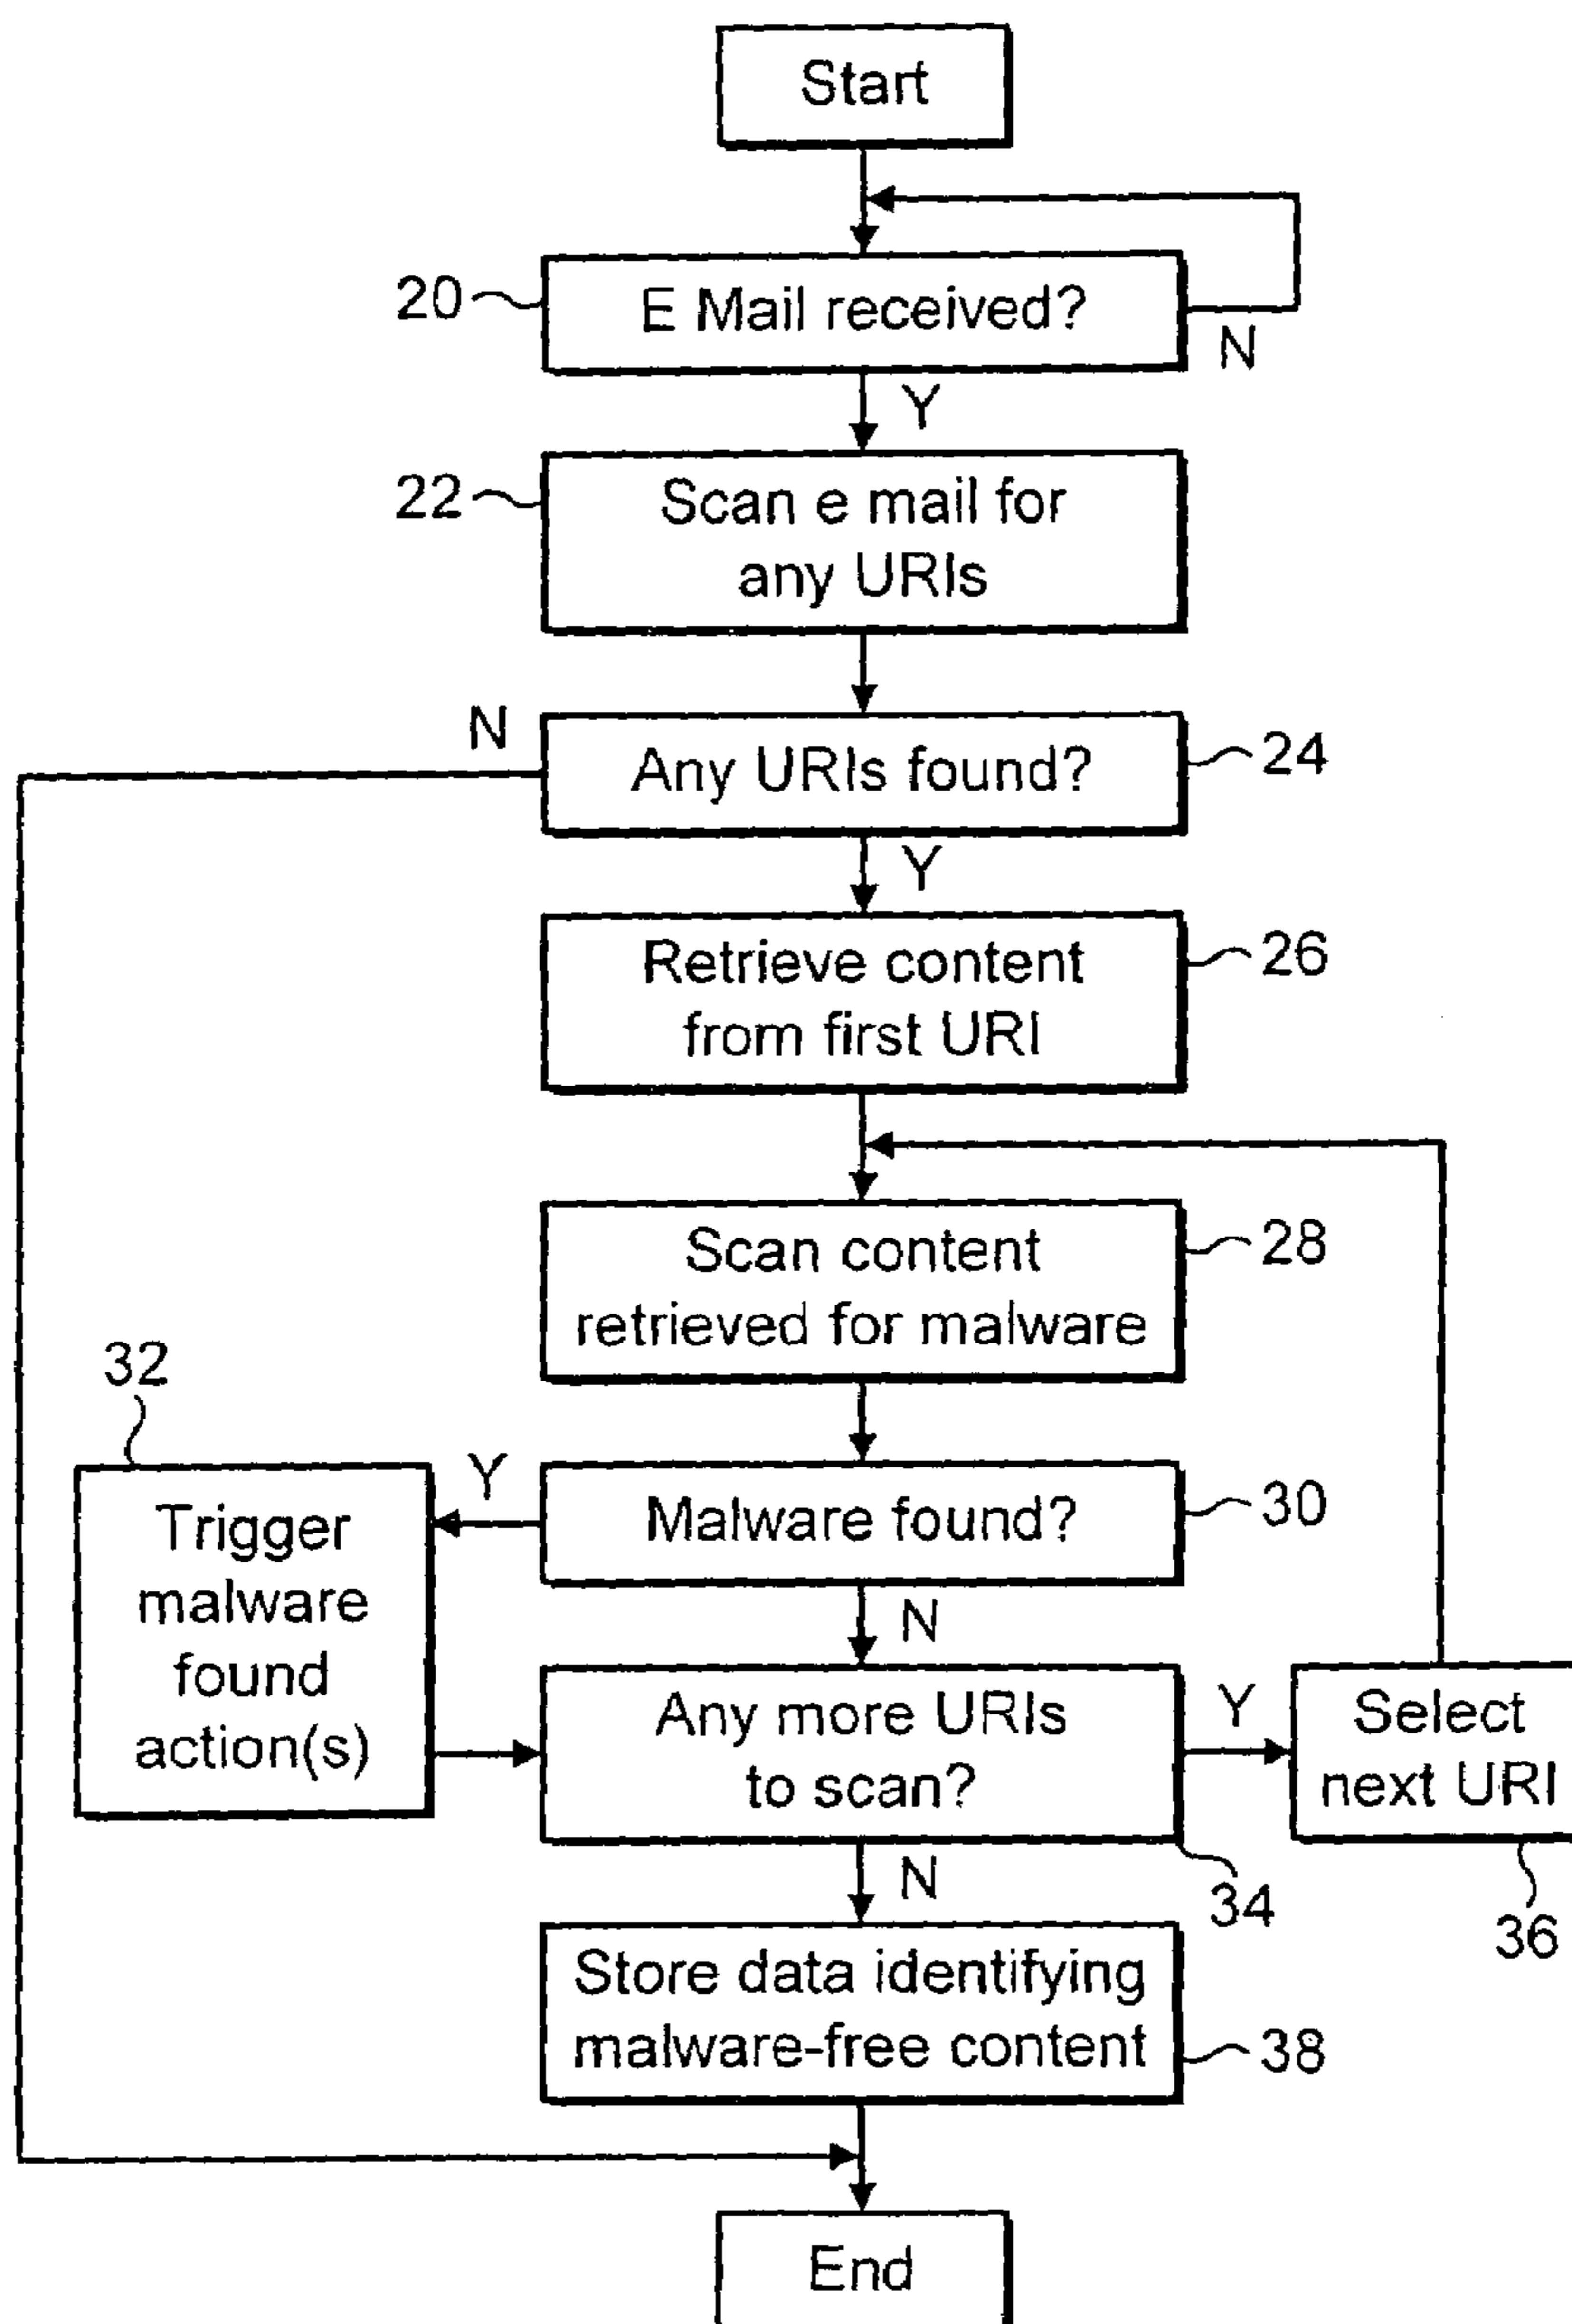 Start
20
E Mail received?
N
Y
22
Scan e mail for
any URIs
N
Any URIs found?
24
Y
Retrieve content
from first URI
26
Scan content
retrieved for malware
28
32
Trigger
malware
found
action(s)
Y
Malware found?
30
N
Any more URIs
to scan?
34
Y
Select
next URI
36
N
Store data identifying
malware-free content
38
End